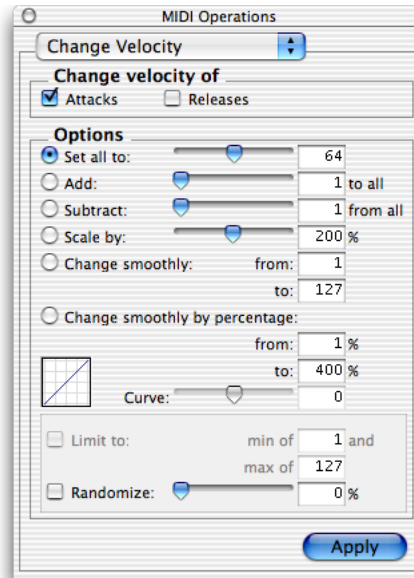 MIDI Operations
Change Velocity
Change velocity of
Attacks Releases
Options
Set all to: 64
Add: 1 to all
Subtract: 1 from all
Scale by: 200 %
Change smoothly: from: 1
to: 127
Change smoothly by percentage:
from: 1 %
to: 400 %
Curve: 0
Limit to: min of 1 and
max of 127
Randomize: 0 %
Apply